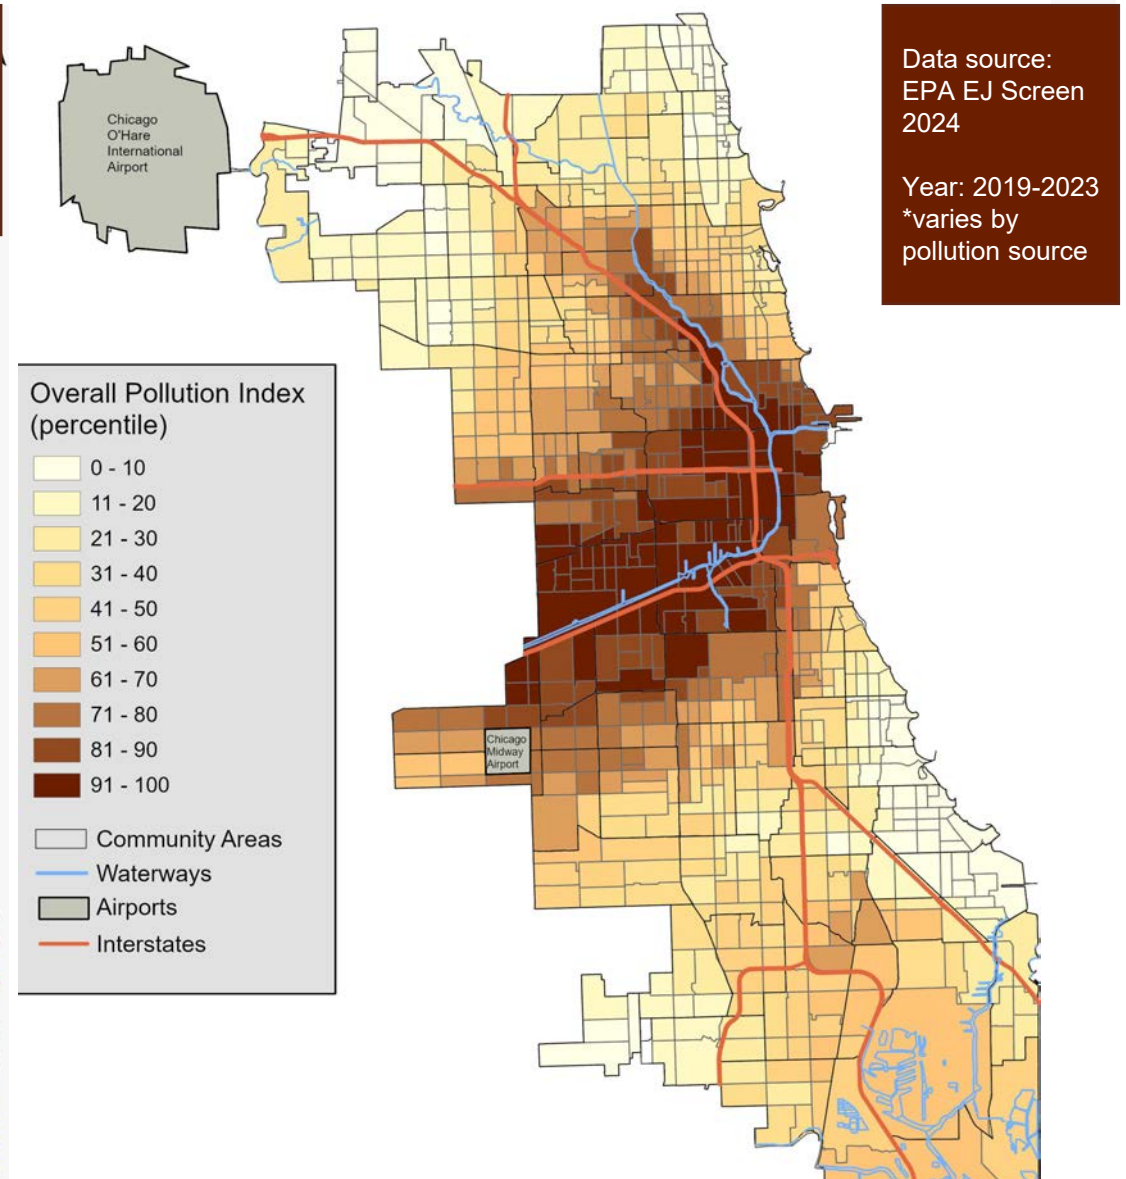 Chicago
O'Hare
International
Airport
Data source:
EPA EJ Screen
2024
Year: 2019-2023
*varies by
pollution source
Overall Pollution Index
(percentile)
0 - 10
11 - 20
21 - 30
31 - 40
41 - 50
51 - 60
61 - 70
71 - 80
81 - 90
91 - 100
Community Areas
Waterways
Airports
Interstates
Chicago
Midway
Airport